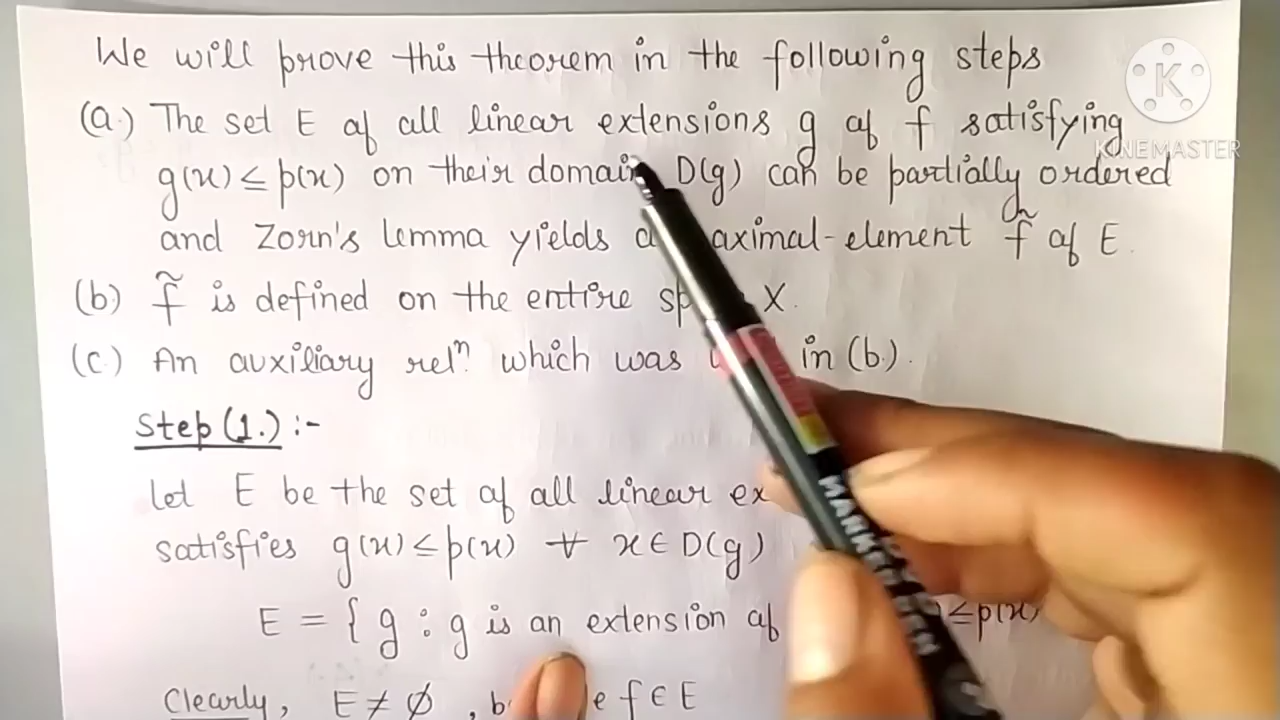 We will prove this theorem in the following steps
(a.) The set E of all linear extensions g of f satisfying
g(x) ≤ p(x) on their domain D(g) can be partially ordered
and Zorn's lemma yields a maximal-element f̃ of E.
(b) f̃ is defined on the entire X.
(c) An auxiliary relⁿ. which was in (b).
Step (1.) :-
Let E be the set of all linear
satisfies g(x) ≤ p(x) ∀ x ∈ D(g)
E = { g : g is an extension of ≤ p(x)
Clearly, E ≠ ∅, f ∈ E
K
KINEMASTER
MARKER PEN